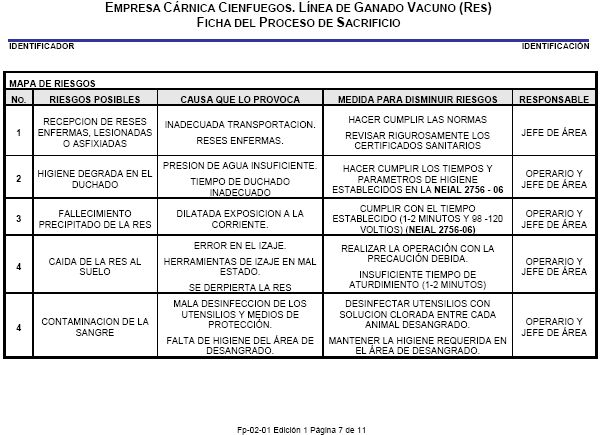 EMPRESA CÁRNICA CIENFUEGOS. LÍNEA DE GANADO VACUNO (RES)
FICHA DEL PROCESO DE SACRIFICIO
IDENTIFICADOR IDENTIFICACIÓN
MAPA DE RIESGOS
No. RIESGOS POSIBLES CAUSA QUE LO PROVOCA MEDIDA PARA DISMINUIR RIESGOS RESPONSABLE
1
RECEPCION DE RESES
ENFERMAS, LESIONADAS
O ASFIXIADAS
INADECUADA TRANSPORTACION.
RESES ENFERMAS.
HACER CUMPLIR LAS NORMAS
REVISAR RIGUROSAMENTE LOS
CERTIFICADOS SANITARIOS
JEFE DE ÁREA
2
HIGIENE DEGRADA EN EL
DUCHADO
PRESION DE AGUA INSUFICIENTE.
TIEMPO DE DUCHADO
INADECUADO
HACER CUMPLIR LOS TIEMPOS Y
PARAMETROS DE HIGIENE
ESTABLECIDOS EN LA NEIAL 2756 - 06
OPERARIO Y
JEFE DE ÁREA
3
FALLECIMIENTO
PRECIPITADO DE LA RES
DILATADA EXPOSICION A LA
CORRIENTE.
CUMPLIR CON EL TIEMPO
ESTABLECIDO (1-2 MINUTOS Y 98 -120
VOLTIOS) (NEIAL 2756-06)
OPERARIO Y
JEFE DE ÁREA
4
CAIDA DE LA RES AL
SUELO
ERROR EN EL IZAJE.
HERRAMIENTAS DE IZAJE EN MAL
ESTADO.
SE DERPIERTA LA RES
REALIZAR LA OPERACIÓN CON LA
PRECAUCIÓN DEBIDA.
INSUFICIENTE TIEMPO DE
ATURDIMIENTO (1-2 MINUTOS)
OPERARIO Y
JEFE DE ÁREA
4
CONTAMINACION DE LA
SANGRE
MALA DESINFECCION DE LOS
UTENSILIOS Y MEDIOS DE
PROTECCIÓN.
FALTA DE HIGIENE DEL ÁREA DE
DESANGRADO.
DESINFECTAR UTENSILIOS CON
SOLUCION CLORADA ENTRE CADA
ANIMAL DESANGRADO.
MANTENER LA HIGIENE REQUERIDA EN
EL ÁREA DE DESANGRADO.
OPERARIO Y
JEFE DE ÁREA
Fp-02-01 Edición 1 Página 7 de 11